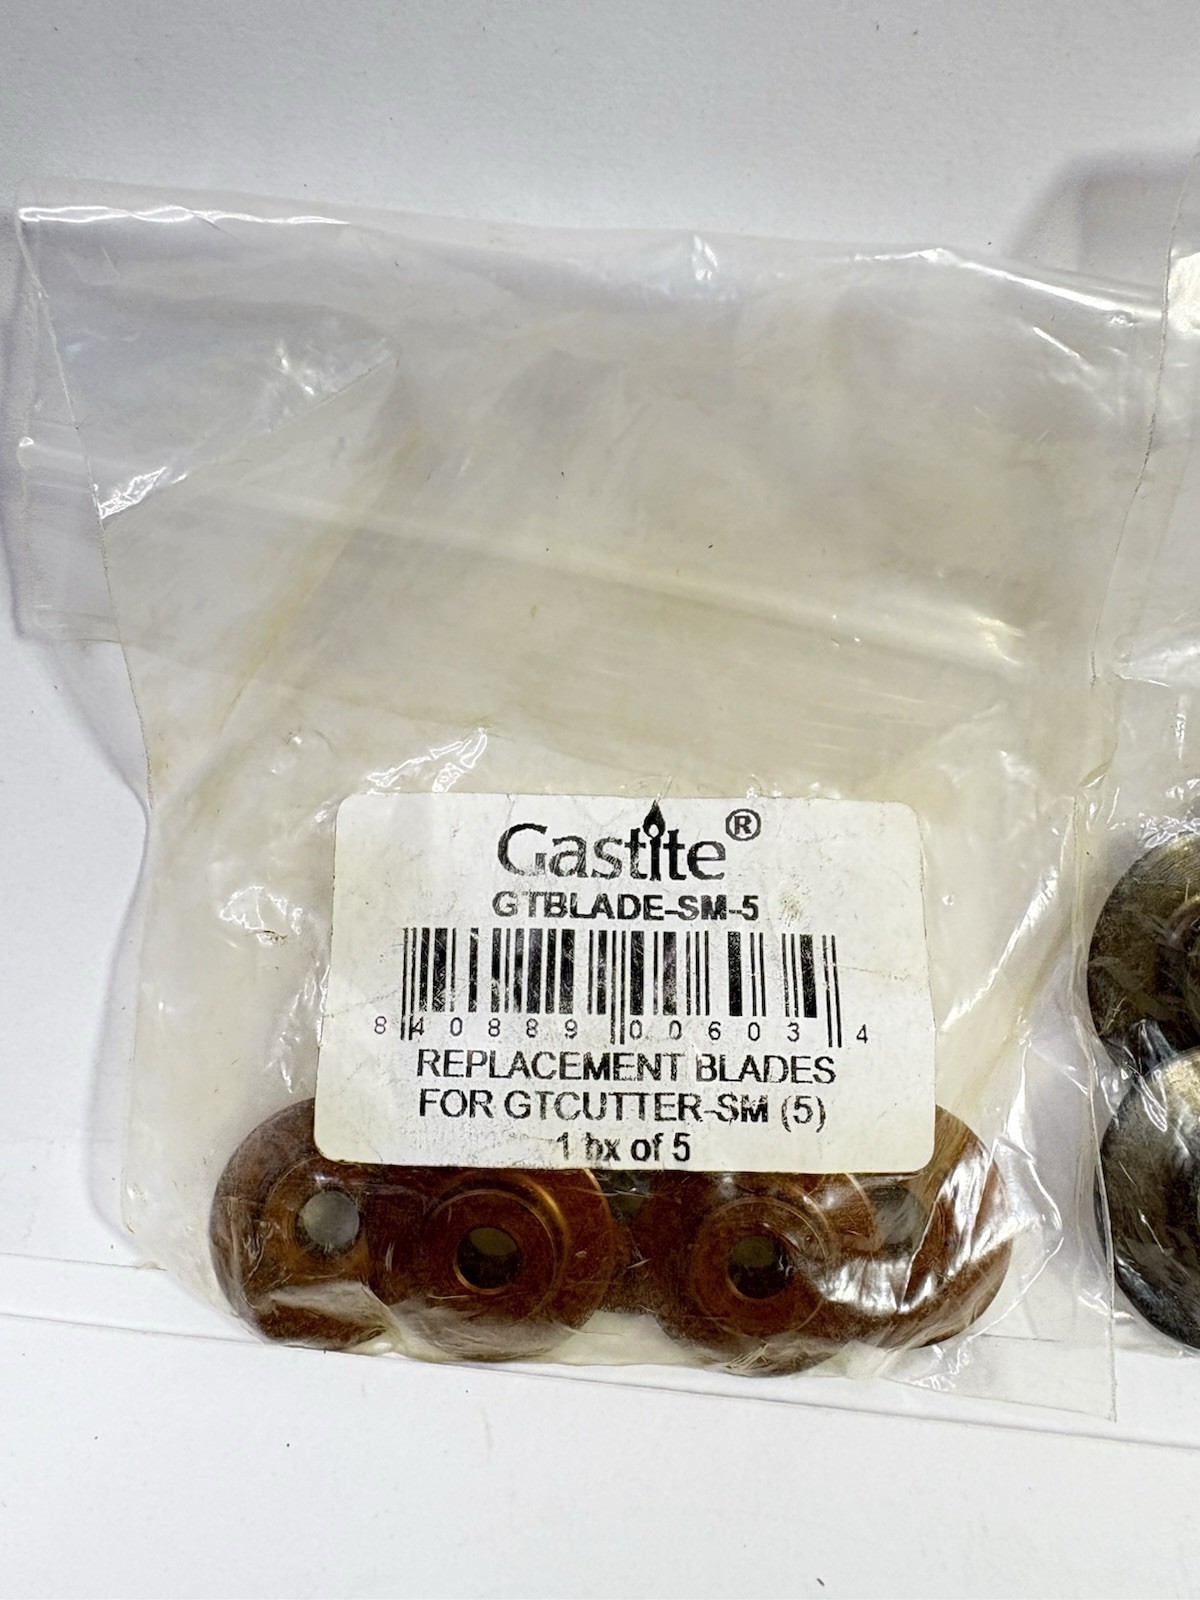 Gastite®
GTBLADE-SM-5
8 40889 00603 4
REPLACEMENT BLADES
FOR GTCUTTER-SM (5)
1 bx of 5